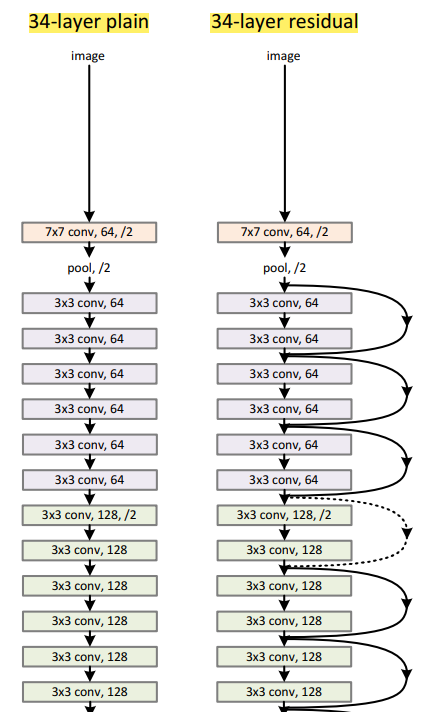 34-layer plain
34-layer residual
image
image
7x7 conv, 64, /2
7x7 conv, 64, /2
pool, /2
pool, /2
3x3 conv, 64
3x3 conv, 64
3x3 conv, 64
3x3 conv, 64
3x3 conv, 64
3x3 conv, 64
3x3 conv, 64
3x3 conv, 64
3x3 conv, 64
3x3 conv, 64
3x3 conv, 64
3x3 conv, 64
3x3 conv, 128, /2
3x3 conv, 128, /2
3x3 conv, 128
3x3 conv, 128
3x3 conv, 128
3x3 conv, 128
3x3 conv, 128
3x3 conv, 128
3x3 conv, 128
3x3 conv, 128
3x3 conv, 128
3x3 conv, 128